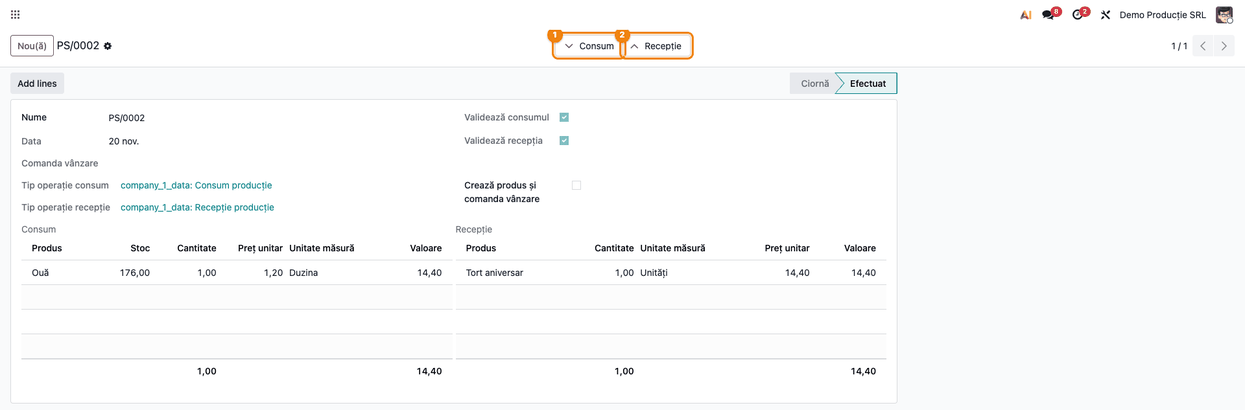 AI 8 2 Demo Producție SRL
Nou(ă) PS/0002 1 Consum 2 Recepție 1 / 1
Add lines Ciornă Efectuat
Nume PS/0002 Validează consumul
Data 20 nov. Validează recepția
Comanda vânzare
Tip operație consum company_1_data: Consum producție Crează produs și
comanda vânzare
Tip operație recepție company_1_data: Recepție producție
Consum Recepție
Produs Stoc Cantitate Preț unitar Unitate măsură Valoare Produs Cantitate Unitate măsură Preț unitar Valoare
Ouă 176,00 1,00 1,20 Duzina 14,40 Tort aniversar 1,00 Unități 14,40 14,40
1,00 14,40 1,00 14,40